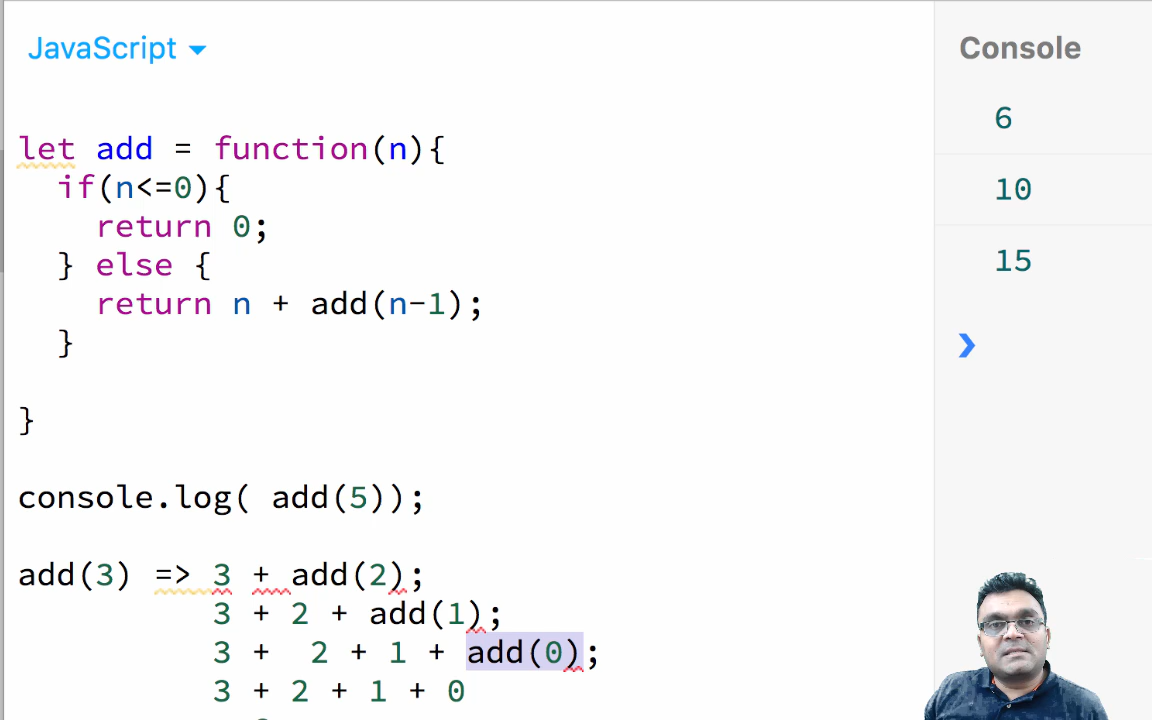 JavaScript
Console
let add = function(n){
if(n<=0){
return 0;
} else {
return n + add(n-1);
}
}
console.log( add(5));
add(3) => 3 + add(2);
3 + 2 + add(1);
3 + 2 + 1 + add(0);
3 + 2 + 1 + 0
6
10
15
❯